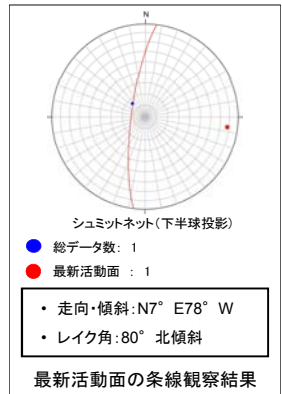 N
シュミットネット(下半球投影)
総データ数: 1
最新活動面 : 1
・ 走向・傾斜:N7° E78° W
・ レイク角:80° 北傾斜
最新活動面の条線観察結果